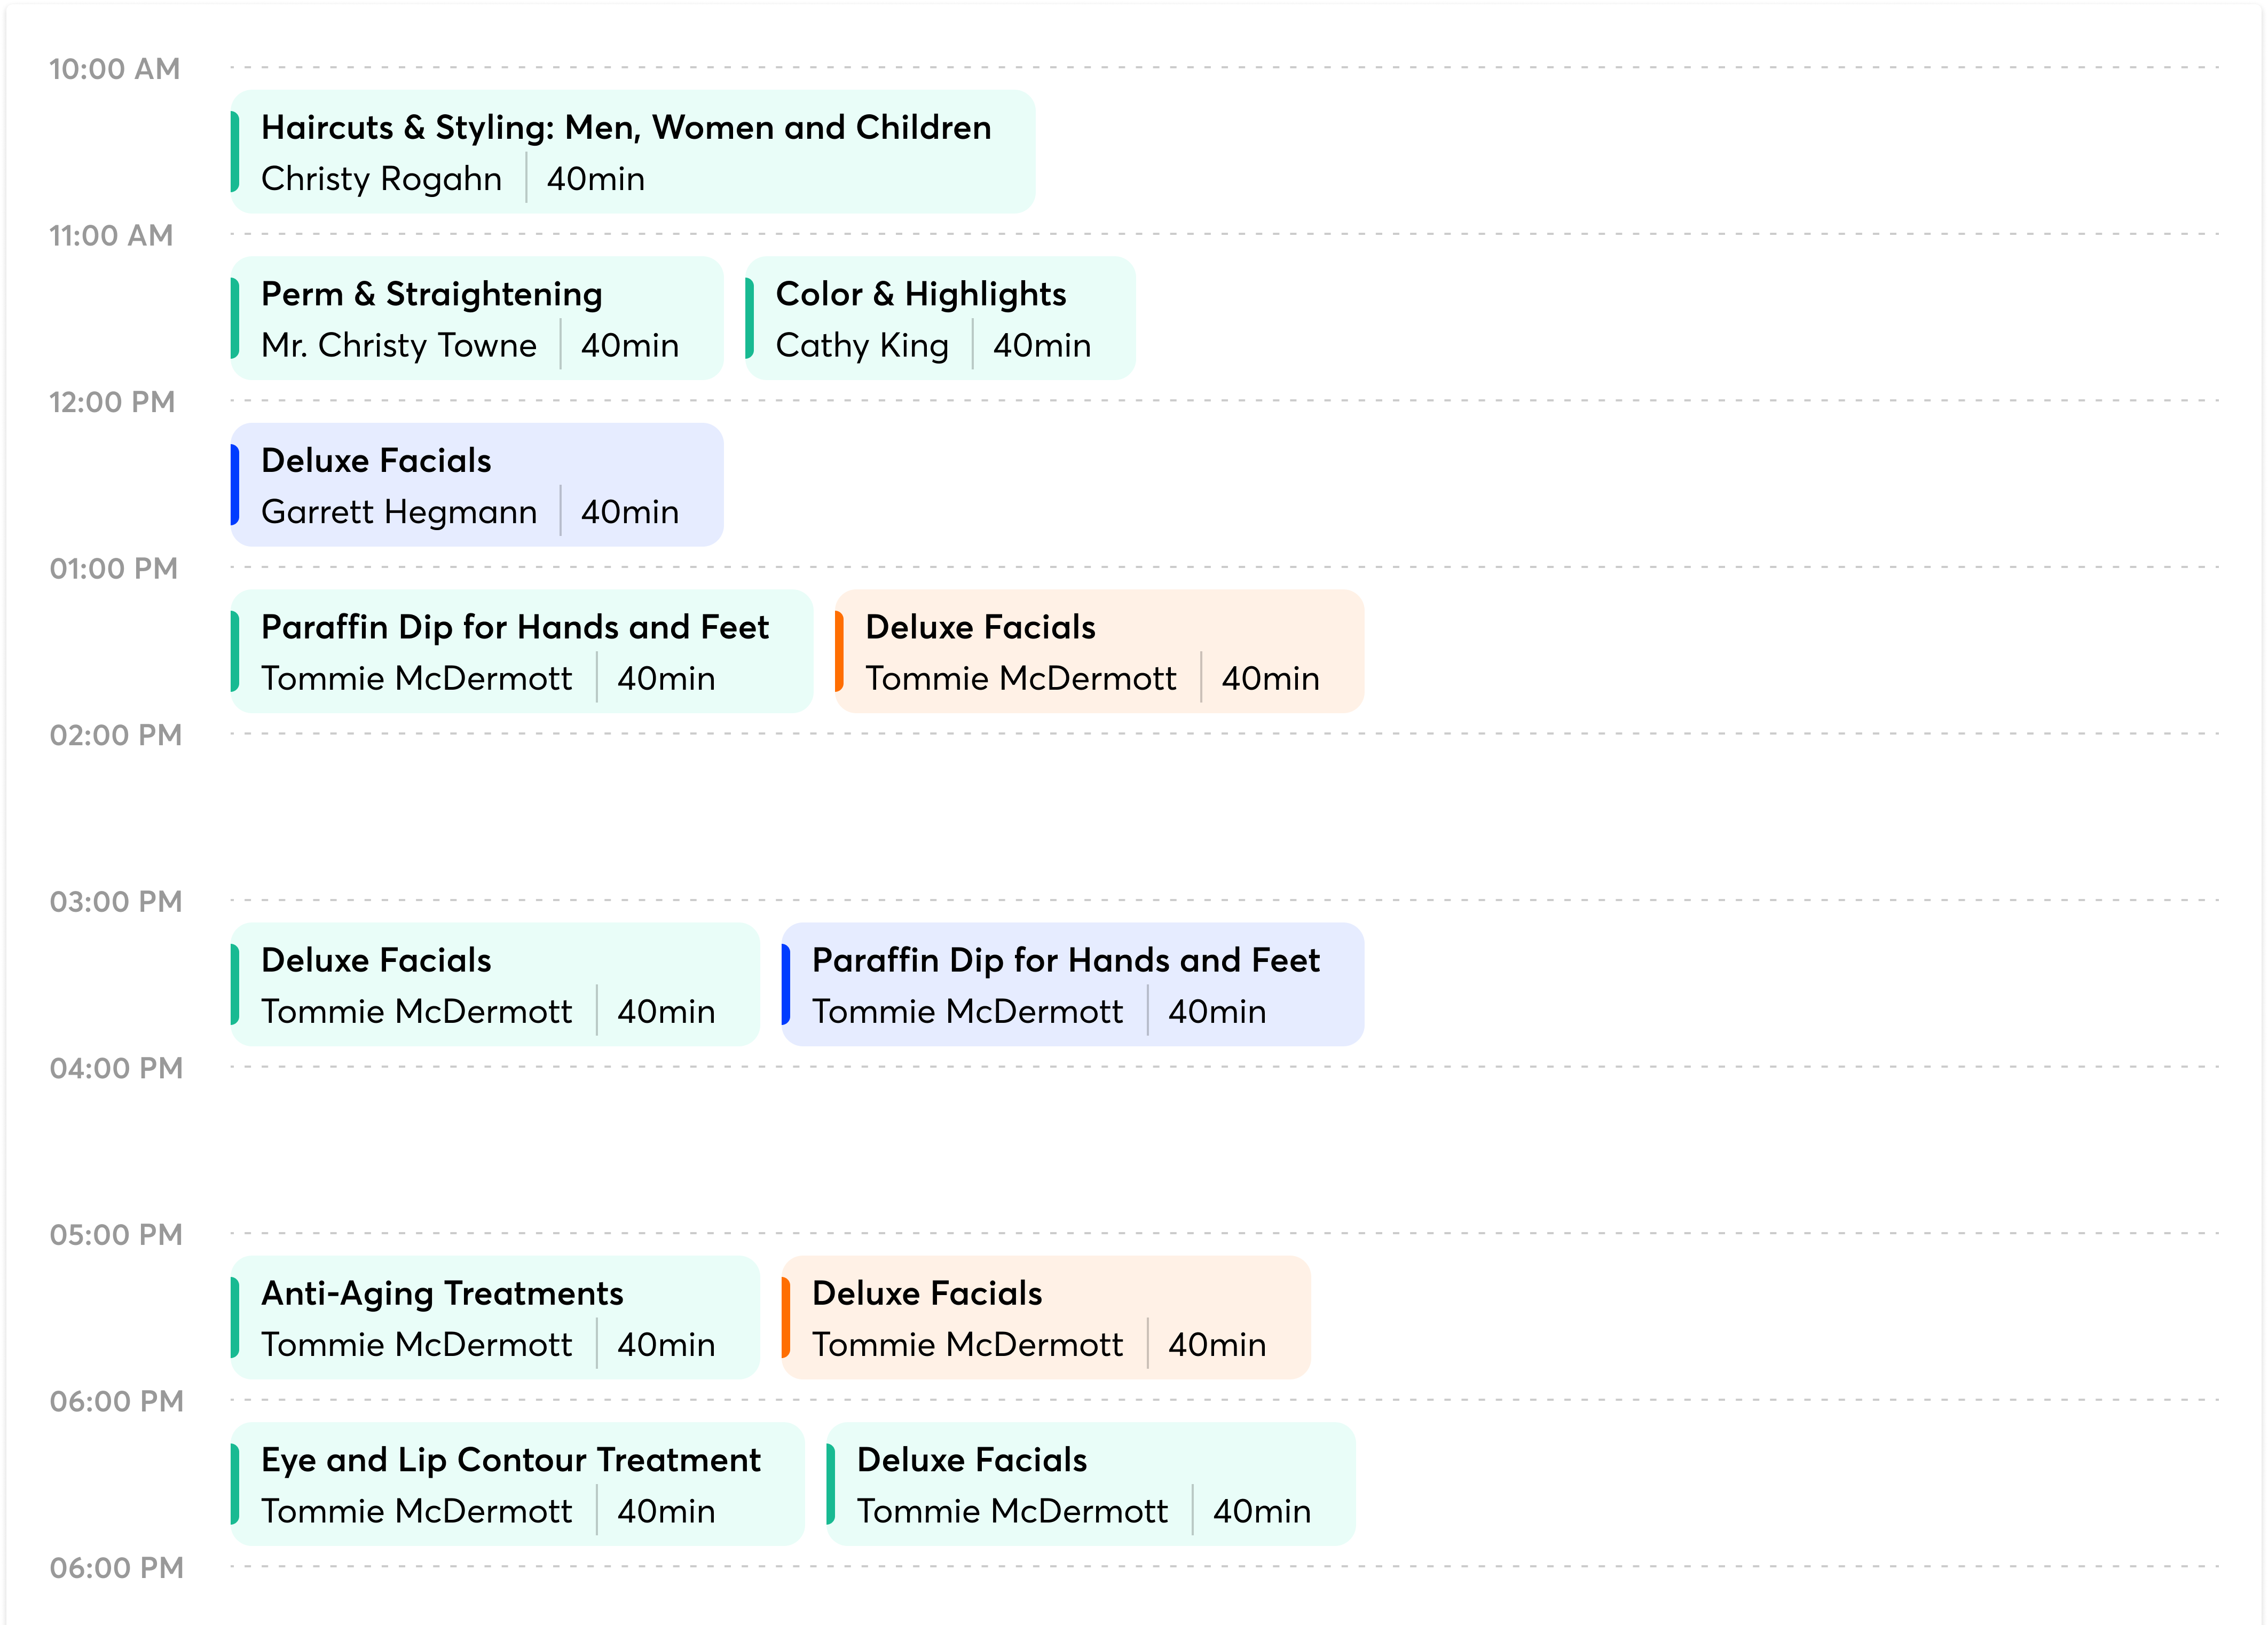 10:00 AM
Haircuts & Styling: Men, Women and Children
Christy Rogahn 40min
11:00 AM
Perm & Straightening
Mr. Christy Towne 40min
Color & Highlights
Cathy King 40min
12:00 PM
Deluxe Facials
Garrett Hegmann 40min
01:00 PM
Paraffin Dip for Hands and Feet
Tommie McDermott 40min
Deluxe Facials
Tommie McDermott 40min
02:00 PM
03:00 PM
Deluxe Facials
Tommie McDermott 40min
Paraffin Dip for Hands and Feet
Tommie McDermott 40min
04:00 PM
05:00 PM
Anti-Aging Treatments
Tommie McDermott 40min
Deluxe Facials
Tommie McDermott 40min
06:00 PM
Eye and Lip Contour Treatment
Tommie McDermott 40min
Deluxe Facials
Tommie McDermott 40min
06:00 PM